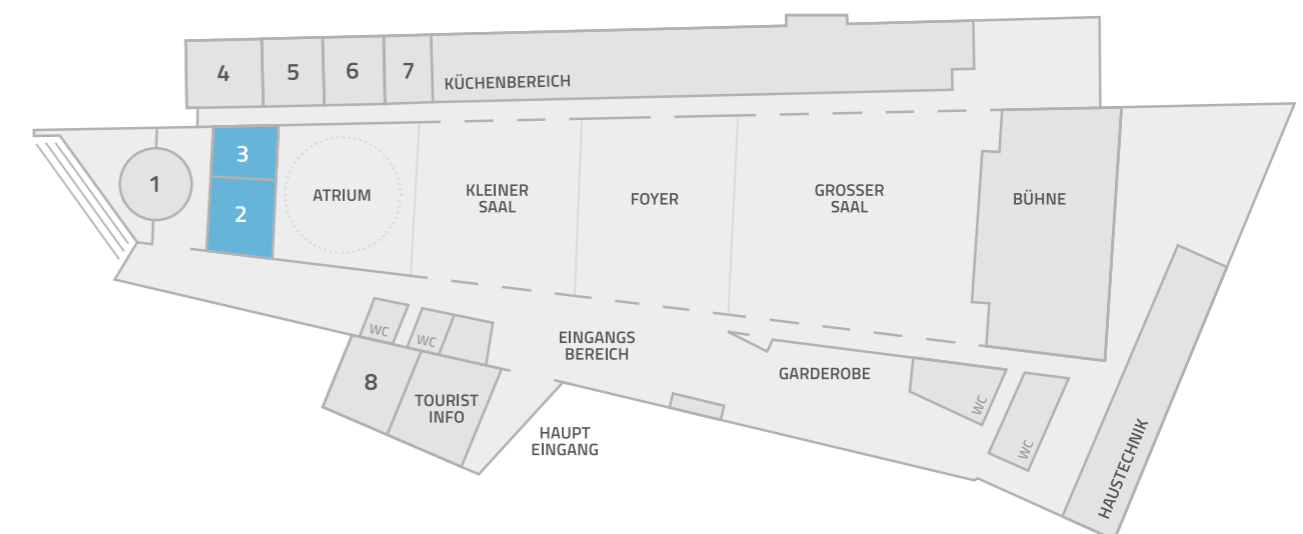 4
5
6
7
KÜCHENBEREICH
1
3
2
ATRIUM
KLEINER
SAAL
FOYER
GROSSER
SAAL
BÜHNE
WC
WC
8
TOURIST
INFO
EINGANGS
BEREICH
HAUPT
EINGANG
GARDEROBE
WC
WC
HAUSTECHNIK